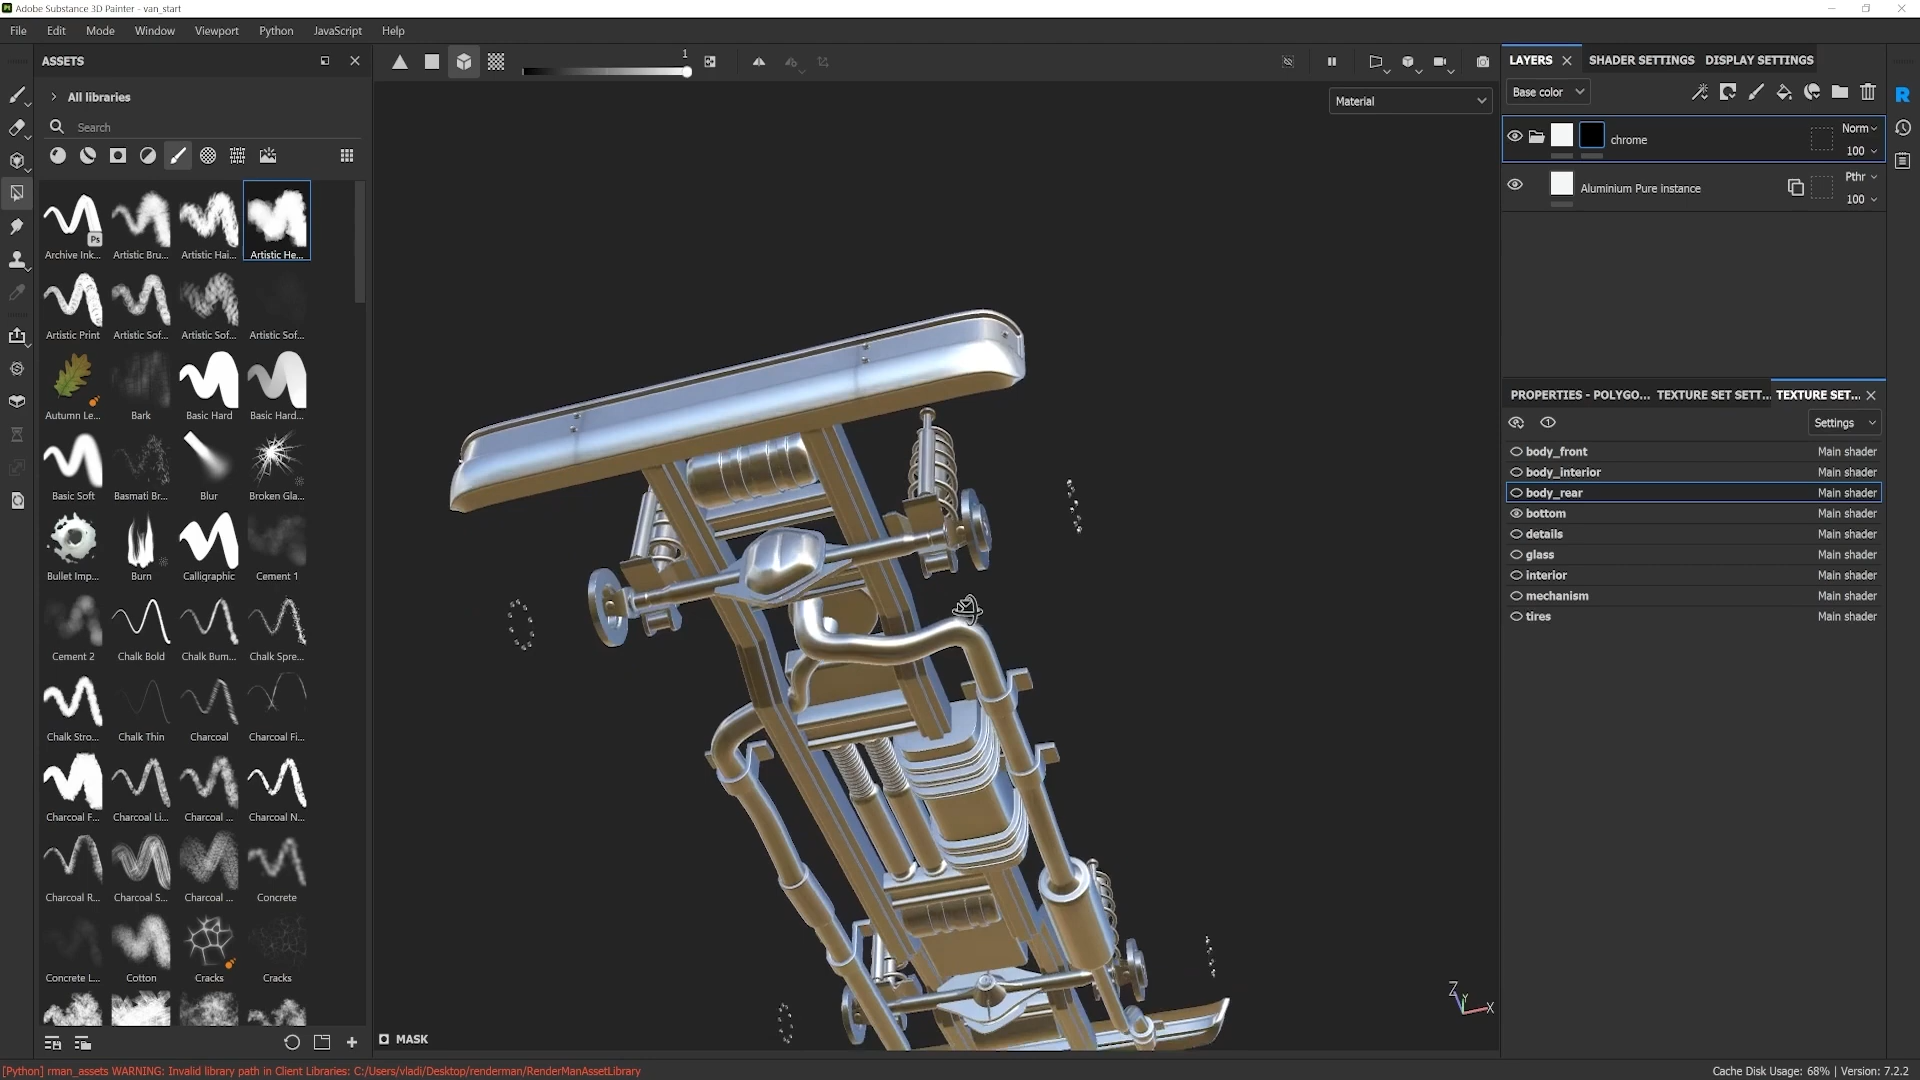 Adobe Substance 3D Painter - van_start
File Edit Mode Window Viewport Python JavaScript Help
ASSETS
All libraries
Search
Archive Ink... Artistic Bru... Artistic Hai... Artistic He...
Ps
Artistic Print Artistic Sof... Artistic Sof... Artistic Sof...
Autumn Le... Bark Basic Hard Basic Hard...
Basic Soft Basmati Br... Blur Broken Gla...
Bullet Imp... Burn Calligraphic Cement 1
Cement 2 Chalk Bold Chalk Bum... Chalk Spre...
Chalk Stro... Chalk Thin Charcoal Charcoal Fi...
Charcoal F... Charcoal Li... Charcoal ... Charcoal N...
Charcoal R... Charcoal S... Charcoal ... Concrete
Concrete L... Cotton Cracks Cracks
1
Material
MASK
Z
Y
X
LAYERS SHADER SETTINGS DISPLAY SETTINGS
Base color
chrome Norm
100
Aluminium Pure instance Pthr
100
R
PROPERTIES - POLYGO... TEXTURE SET SETT... TEXTURE SET...
Settings
body_front Main shader
body_interior Main shader
body_rear Main shader
bottom Main shader
details Main shader
glass Main shader
interior Main shader
mechanism Main shader
tires Main shader
[Python] rman_assets WARNING: Invalid library path in Client Libraries: C:/Users/vladi/Desktop/renderman/RenderManAssetLibrary
Cache Disk Usage: 68% | Version: 7.2.2